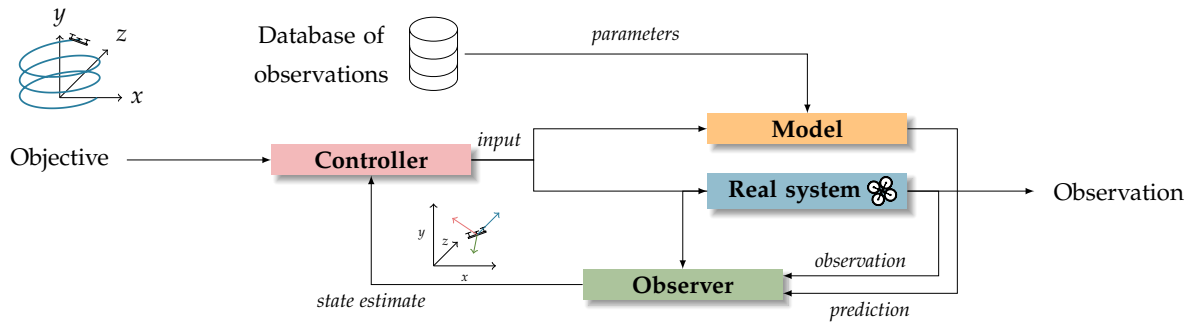 y
z
x
Database of
observations
parameters
Objective
Controller
input
Model
Real system
Observation
y
z
x
state estimate
Observer
observation
prediction